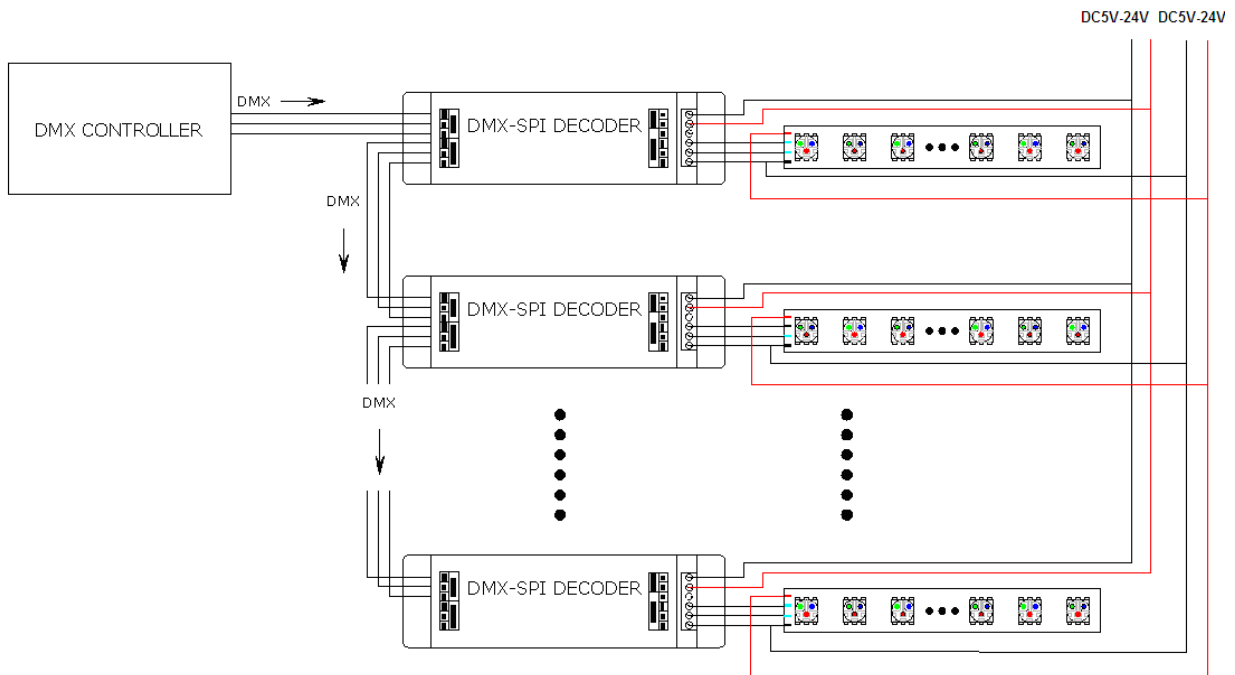 DC5V-24V DC5V-24V
DMX
DMX CONTROLLER
DMX-SPI DECODER
DMX
DMX-SPI DECODER
DMX
DMX-SPI DECODER